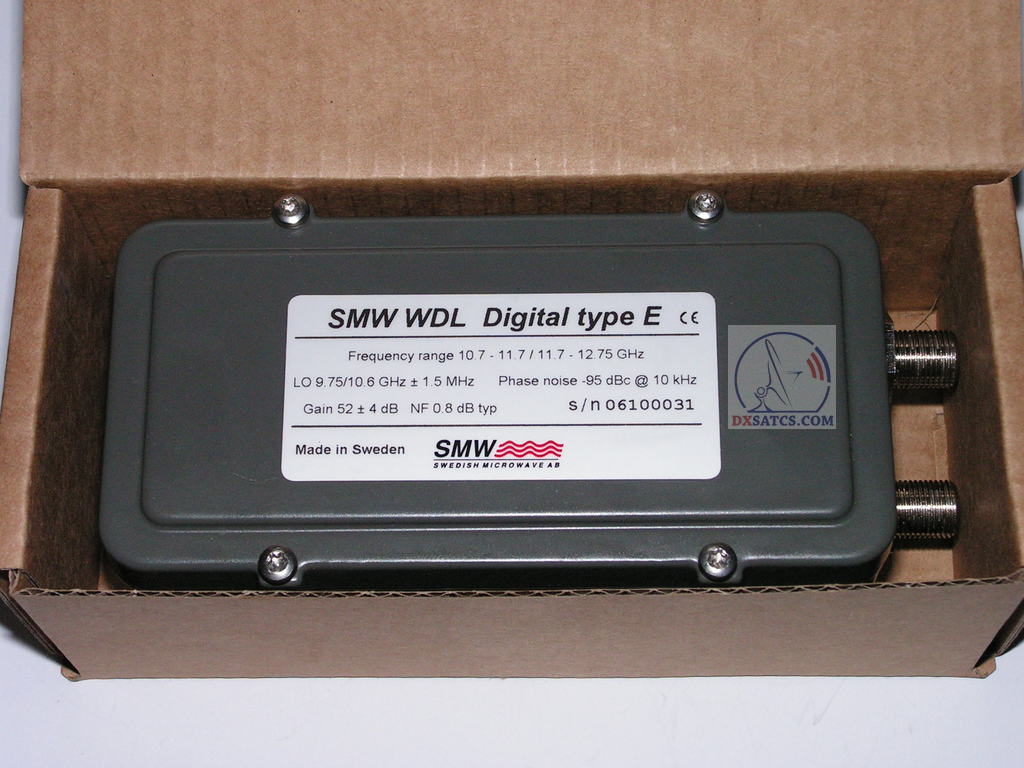 SMW WDL Digital type E CE
Frequency range 10.7 - 11.7 / 11.7 - 12.75 GHz
LO 9.75/10.6 GHz ± 1.5 MHz Phase noise -95 dBc @ 10 kHz
Gain 52 ± 4 dB NF 0.8 dB typ s/n 06100031
Made in Sweden SMW
SWEDISH MICROWAVE AB
DXSATCS.COM